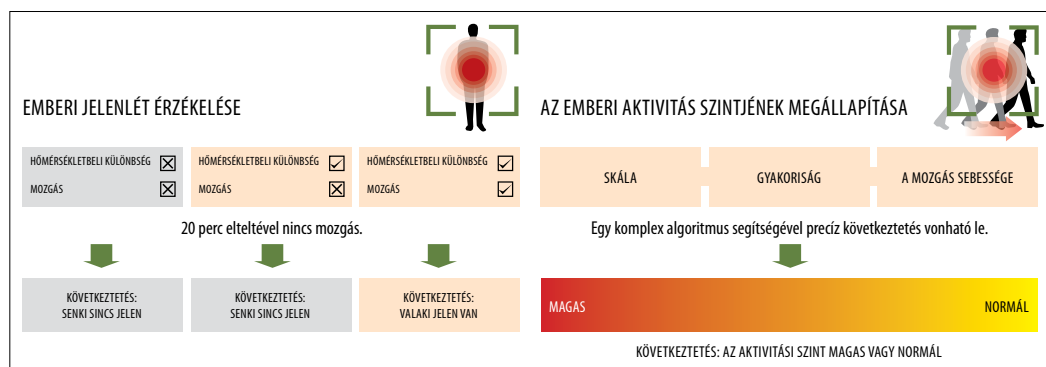 EMBERI JELENLÉT ÉRZÉKELÉSE
HŐMÉRSÉKLETBELI KÜLÖNBSÉG
MOZGÁS
HŐMÉRSÉKLETBELI KÜLÖNBSÉG
MOZGÁS
HŐMÉRSÉKLETBELI KÜLÖNBSÉG
MOZGÁS
20 perc elteltével nincs mozgás.
KÖVETKEZTETÉS:
SENKI SINCS JELEN
KÖVETKEZTETÉS:
SENKI SINCS JELEN
KÖVETKEZTETÉS:
VALAKI JELEN VAN
AZ EMBERI AKTIVITÁS SZINTJÉNEK MEGÁLLAPÍTÁSA
SKÁLA
GYAKORISÁG
A MOZGÁS SEBESSÉGE
Egy komplex algoritmus segítségével precíz következtetés vonható le.
MAGAS
NORMÁL
KÖVETKEZTETÉS: AZ AKTIVITÁSI SZINT MAGAS VAGY NORMÁL